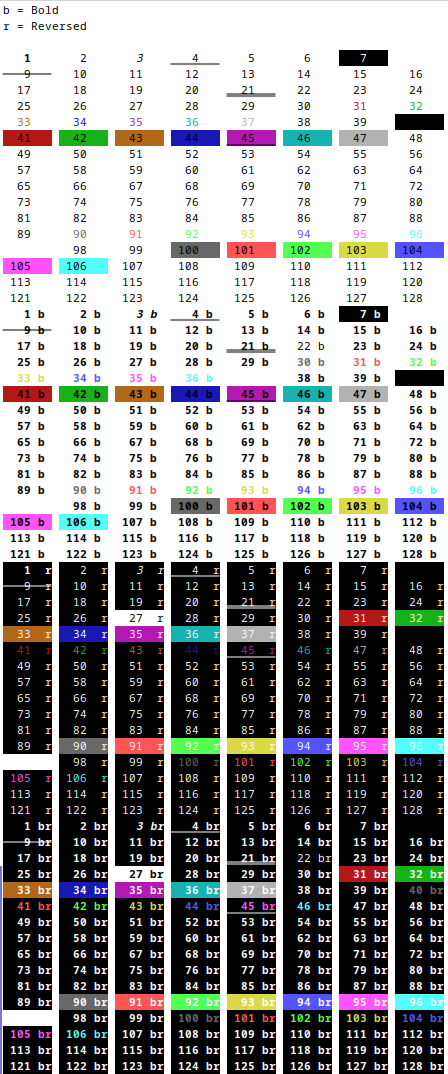 b = Bold
r = Reversed
1 2 3 4 5 6 7
9 10 11 12 13 14 15 16
17 18 19 20 21 22 23 24
25 26 27 28 29 30 31 32
33 34 35 36 37 38 39
41 42 43 44 45 46 47 48
49 50 51 52 53 54 55 56
57 58 59 60 61 62 63 64
65 66 67 68 69 70 71 72
73 74 75 76 77 78 79 80
81 82 83 84 85 86 87 88
89 90 91 92 93 94 95 96
98 99 100 101 102 103 104
105 106 107 108 109 110 111 112
113 114 115 116 117 118 119 120
121 122 123 124 125 126 127 128
1 b 2 b 3 b 4 b 5 b 6 b 7 b
9 b 10 b 11 b 12 b 13 b 14 b 15 b 16 b
17 b 18 b 19 b 20 b 21 b 22 b 23 b 24 b
25 b 26 b 27 b 28 b 29 b 30 b 31 b 32 b
33 b 34 b 35 b 36 b 38 b 39 b
41 b 42 b 43 b 44 b 45 b 46 b 47 b 48 b
49 b 50 b 51 b 52 b 53 b 54 b 55 b 56 b
57 b 58 b 59 b 60 b 61 b 62 b 63 b 64 b
65 b 66 b 67 b 68 b 69 b 70 b 71 b 72 b
73 b 74 b 75 b 76 b 77 b 78 b 79 b 80 b
81 b 82 b 83 b 84 b 85 b 86 b 87 b 88 b
89 b 90 b 91 b 92 b 93 b 94 b 95 b 96 b
98 b 99 b 100 b 101 b 102 b 103 b 104 b
105 b 106 b 107 b 108 b 109 b 110 b 111 b 112 b
113 b 114 b 115 b 116 b 117 b 118 b 119 b 120 b
121 b 122 b 123 b 124 b 125 b 126 b 127 b 128 b
1 r 2 r 3 r 4 r 5 r 6 r 7 r
9 r 10 r 11 r 12 r 13 r 14 r 15 r 16 r
17 r 18 r 19 r 20 r 21 r 22 r 23 r 24 r
25 r 26 r 27 r 28 r 29 r 30 r 31 r 32 r
33 r 34 r 35 r 36 r 37 r 38 r 39 r
41 r 42 r 43 r 44 r 45 r 46 r 47 r 48 r
49 r 50 r 51 r 52 r 53 r 54 r 55 r 56 r
57 r 58 r 59 r 60 r 61 r 62 r 63 r 64 r
65 r 66 r 67 r 68 r 69 r 70 r 71 r 72 r
73 r 74 r 75 r 76 r 77 r 78 r 79 r 80 r
81 r 82 r 83 r 84 r 85 r 86 r 87 r 88 r
89 r 90 r 91 r 92 r 93 r 94 r 95 r 96 r
98 r 99 r 100 r 101 r 102 r 103 r 104 r
105 r 106 r 107 r 108 r 109 r 110 r 111 r 112 r
113 r 114 r 115 r 116 r 117 r 118 r 119 r 120 r
121 r 122 r 123 r 124 r 125 r 126 r 127 r 128 r
1 br 2 br 3 br 4 br 5 br 6 br 7 br
9 br 10 br 11 br 12 br 13 br 14 br 15 br 16 br
17 br 18 br 19 br 20 br 21 br 22 br 23 br 24 br
25 br 26 br 27 br 28 br 29 br 30 br 31 br 32 br
33 br 34 br 35 br 36 br 37 br 38 br 39 br 40 br
41 br 42 br 43 br 44 br 45 br 46 br 47 br 48 br
49 br 50 br 51 br 52 br 53 br 54 br 55 br 56 br
57 br 58 br 59 br 60 br 61 br 62 br 63 br 64 br
65 br 66 br 67 br 68 br 69 br 70 br 71 br 72 br
73 br 74 br 75 br 76 br 77 br 78 br 79 br 80 br
81 br 82 br 83 br 84 br 85 br 86 br 87 br 88 br
89 br 90 br 91 br 92 br 93 br 94 br 95 br 96 br
98 br 99 br 100 br 101 br 102 br 103 br 104 br
105 br 106 br 107 br 108 br 109 br 110 br 111 br 112 br
113 br 114 br 115 br 116 br 117 br 118 br 119 br 120 br
121 br 122 br 123 br 124 br 125 br 126 br 127 br 128 br